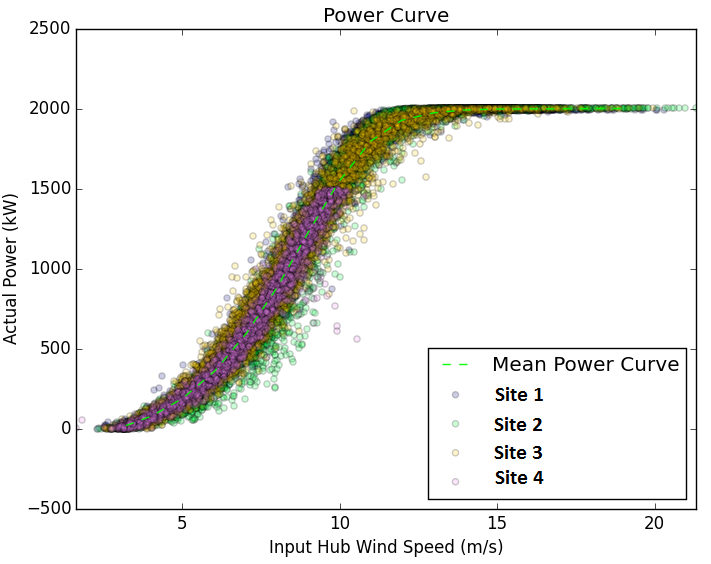 Power Curve
2500
2000
1500
1000
500
0
−500
Actual Power (kW)
5
10
15
20
Input Hub Wind Speed (m/s)
Mean Power Curve
Site 1
Site 2
Site 3
Site 4